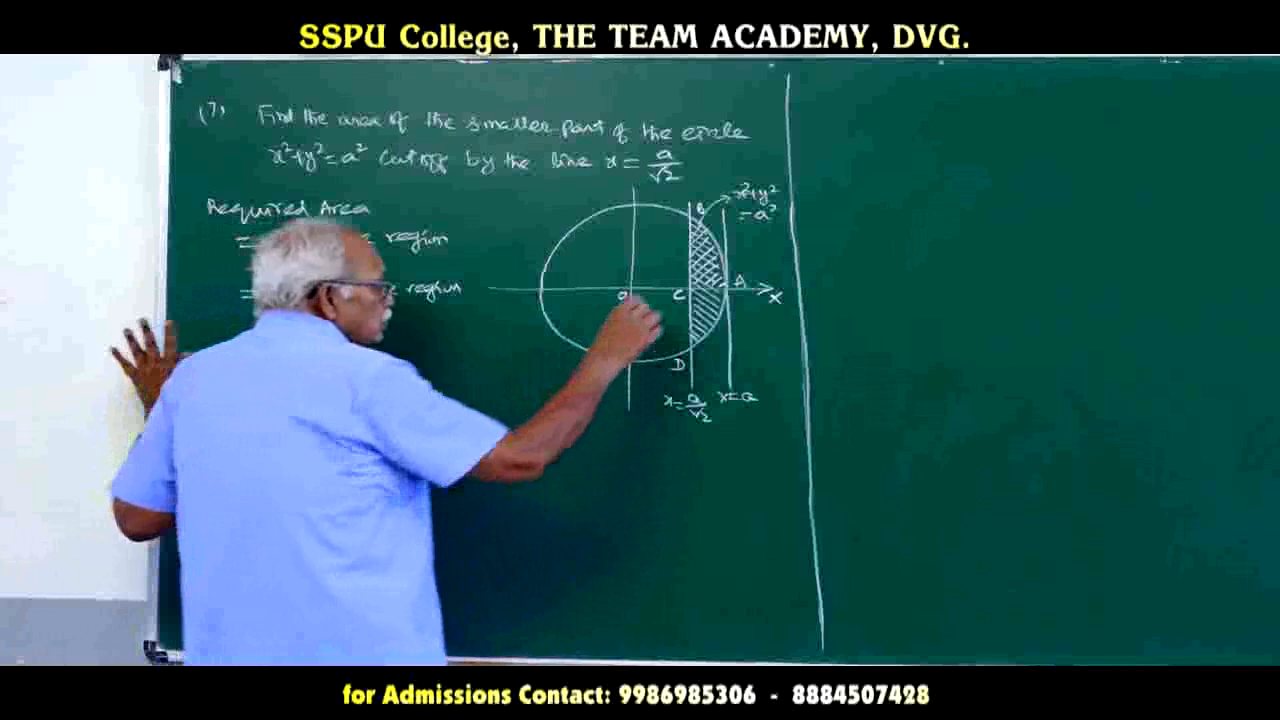 SSPU College, THE TEAM ACADEMY, DVG.
(7) Find the area of the smaller part of the circle
x²+y²=a² cut off by the line x = a/√2
Required Area
= region
= region
x²+y²
= a²
B
A
O
C
X
D
x = a/√2
x = a
for Admissions Contact: 9986985306 - 8884507428